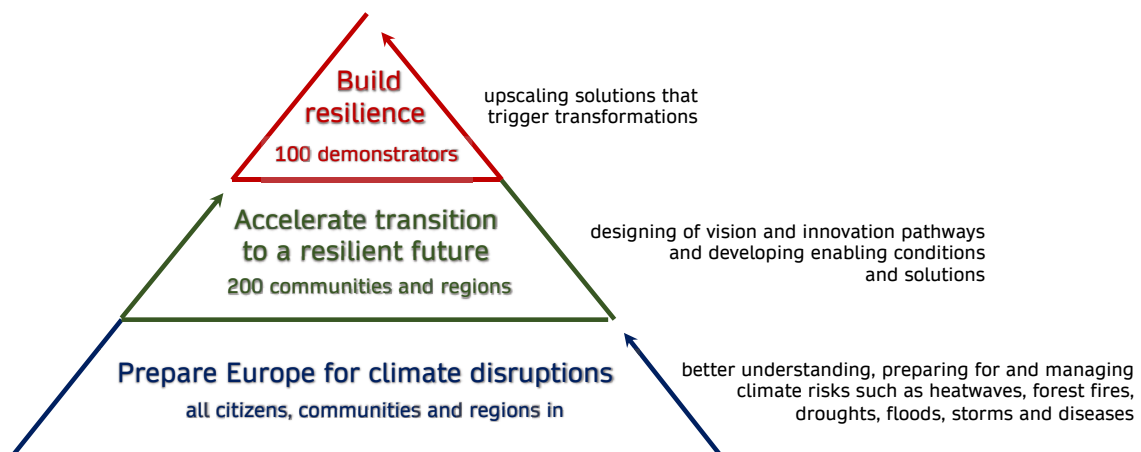 Build
resilience
100 demonstrators
upscaling solutions that
trigger transformations
Accelerate transition
to a resilient future
200 communities and regions
designing of vision and innovation pathways
and developing enabling conditions
and solutions
Prepare Europe for climate disruptions
all citizens, communities and regions in
better understanding, preparing for and managing
climate risks such as heatwaves, forest fires,
droughts, floods, storms and diseases